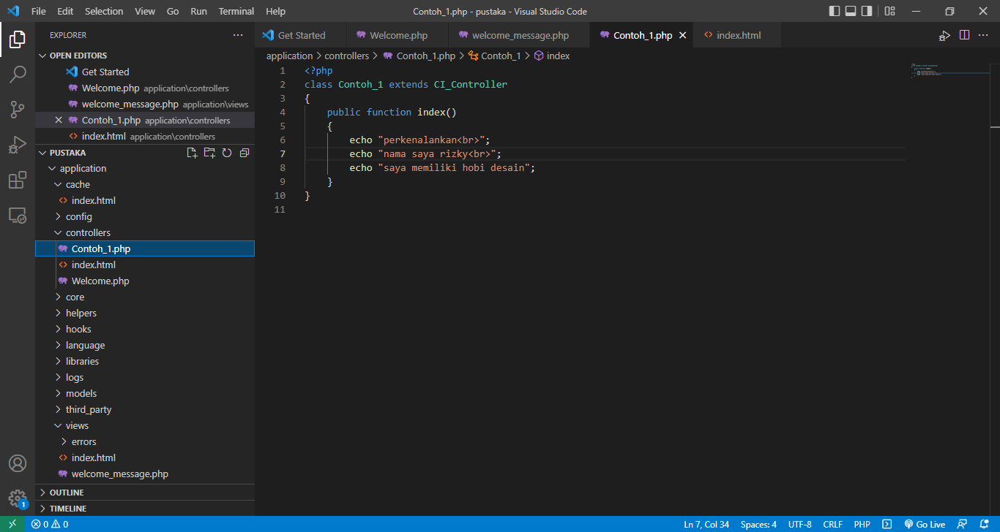 File Edit Selection View Go Run Terminal Help Contoh_1.php - pustaka - Visual Studio Code
EXPLORER
OPEN EDITORS
Get Started
Welcome.php application\controllers
welcome_message.php application\views
Contoh_1.php application\controllers
index.html application\controllers
PUSTAKA
application
cache
index.html
config
controllers
Contoh_1.php
index.html
Welcome.php
core
helpers
hooks
language
libraries
logs
models
third_party
views
errors
index.html
welcome_message.php
OUTLINE
TIMELINE
Get Started Welcome.php welcome_message.php Contoh_1.php index.html
application > controllers > Contoh_1.php > Contoh_1 > index
1 <?php
2 class Contoh_1 extends CI_Controller
3 {
4 public function index()
5 {
6 echo "perkenalankan<br>";
7 echo "nama saya rizky<br>";
8 echo "saya memiliki hobi desain";
9 }
10 }
11
1
0 0 Ln 7, Col 34 Spaces: 4 UTF-8 CRLF PHP Go Live